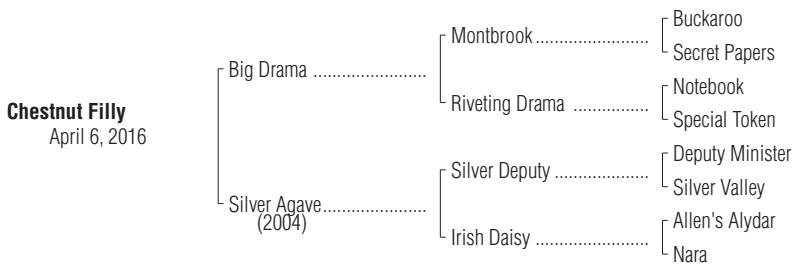 Chestnut Filly
April 6, 2016
Big Drama ........................
Silver Agave......................
(2004)
Montbrook........................
Riveting Drama ................
Silver Deputy ....................
Irish Daisy ........................
Buckaroo
Secret Papers
Notebook
Special Token
Deputy Minister
Silver Valley
Allen's Alydar
Nara